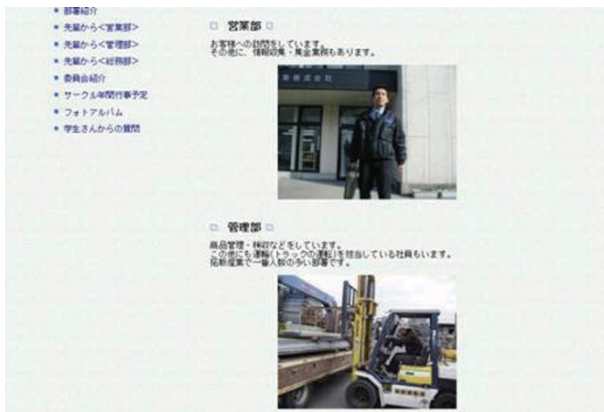 部署紹介
先輩から<営業部>
先輩から<管理部>
先輩から<総務部>
委員会紹介
サークル年間行事予定
フォトアルバム
学生さんからの質問
□ 営業部 □
お客様への訪問をしています。
その他に、情報収集・集金業務もあります。
株式会社
□ 管理部 □
商品管理・検収などをしています。
この他にも運輸(トラックの運転)を担当している社員もいます。
産業で一番人数の多い部署です。